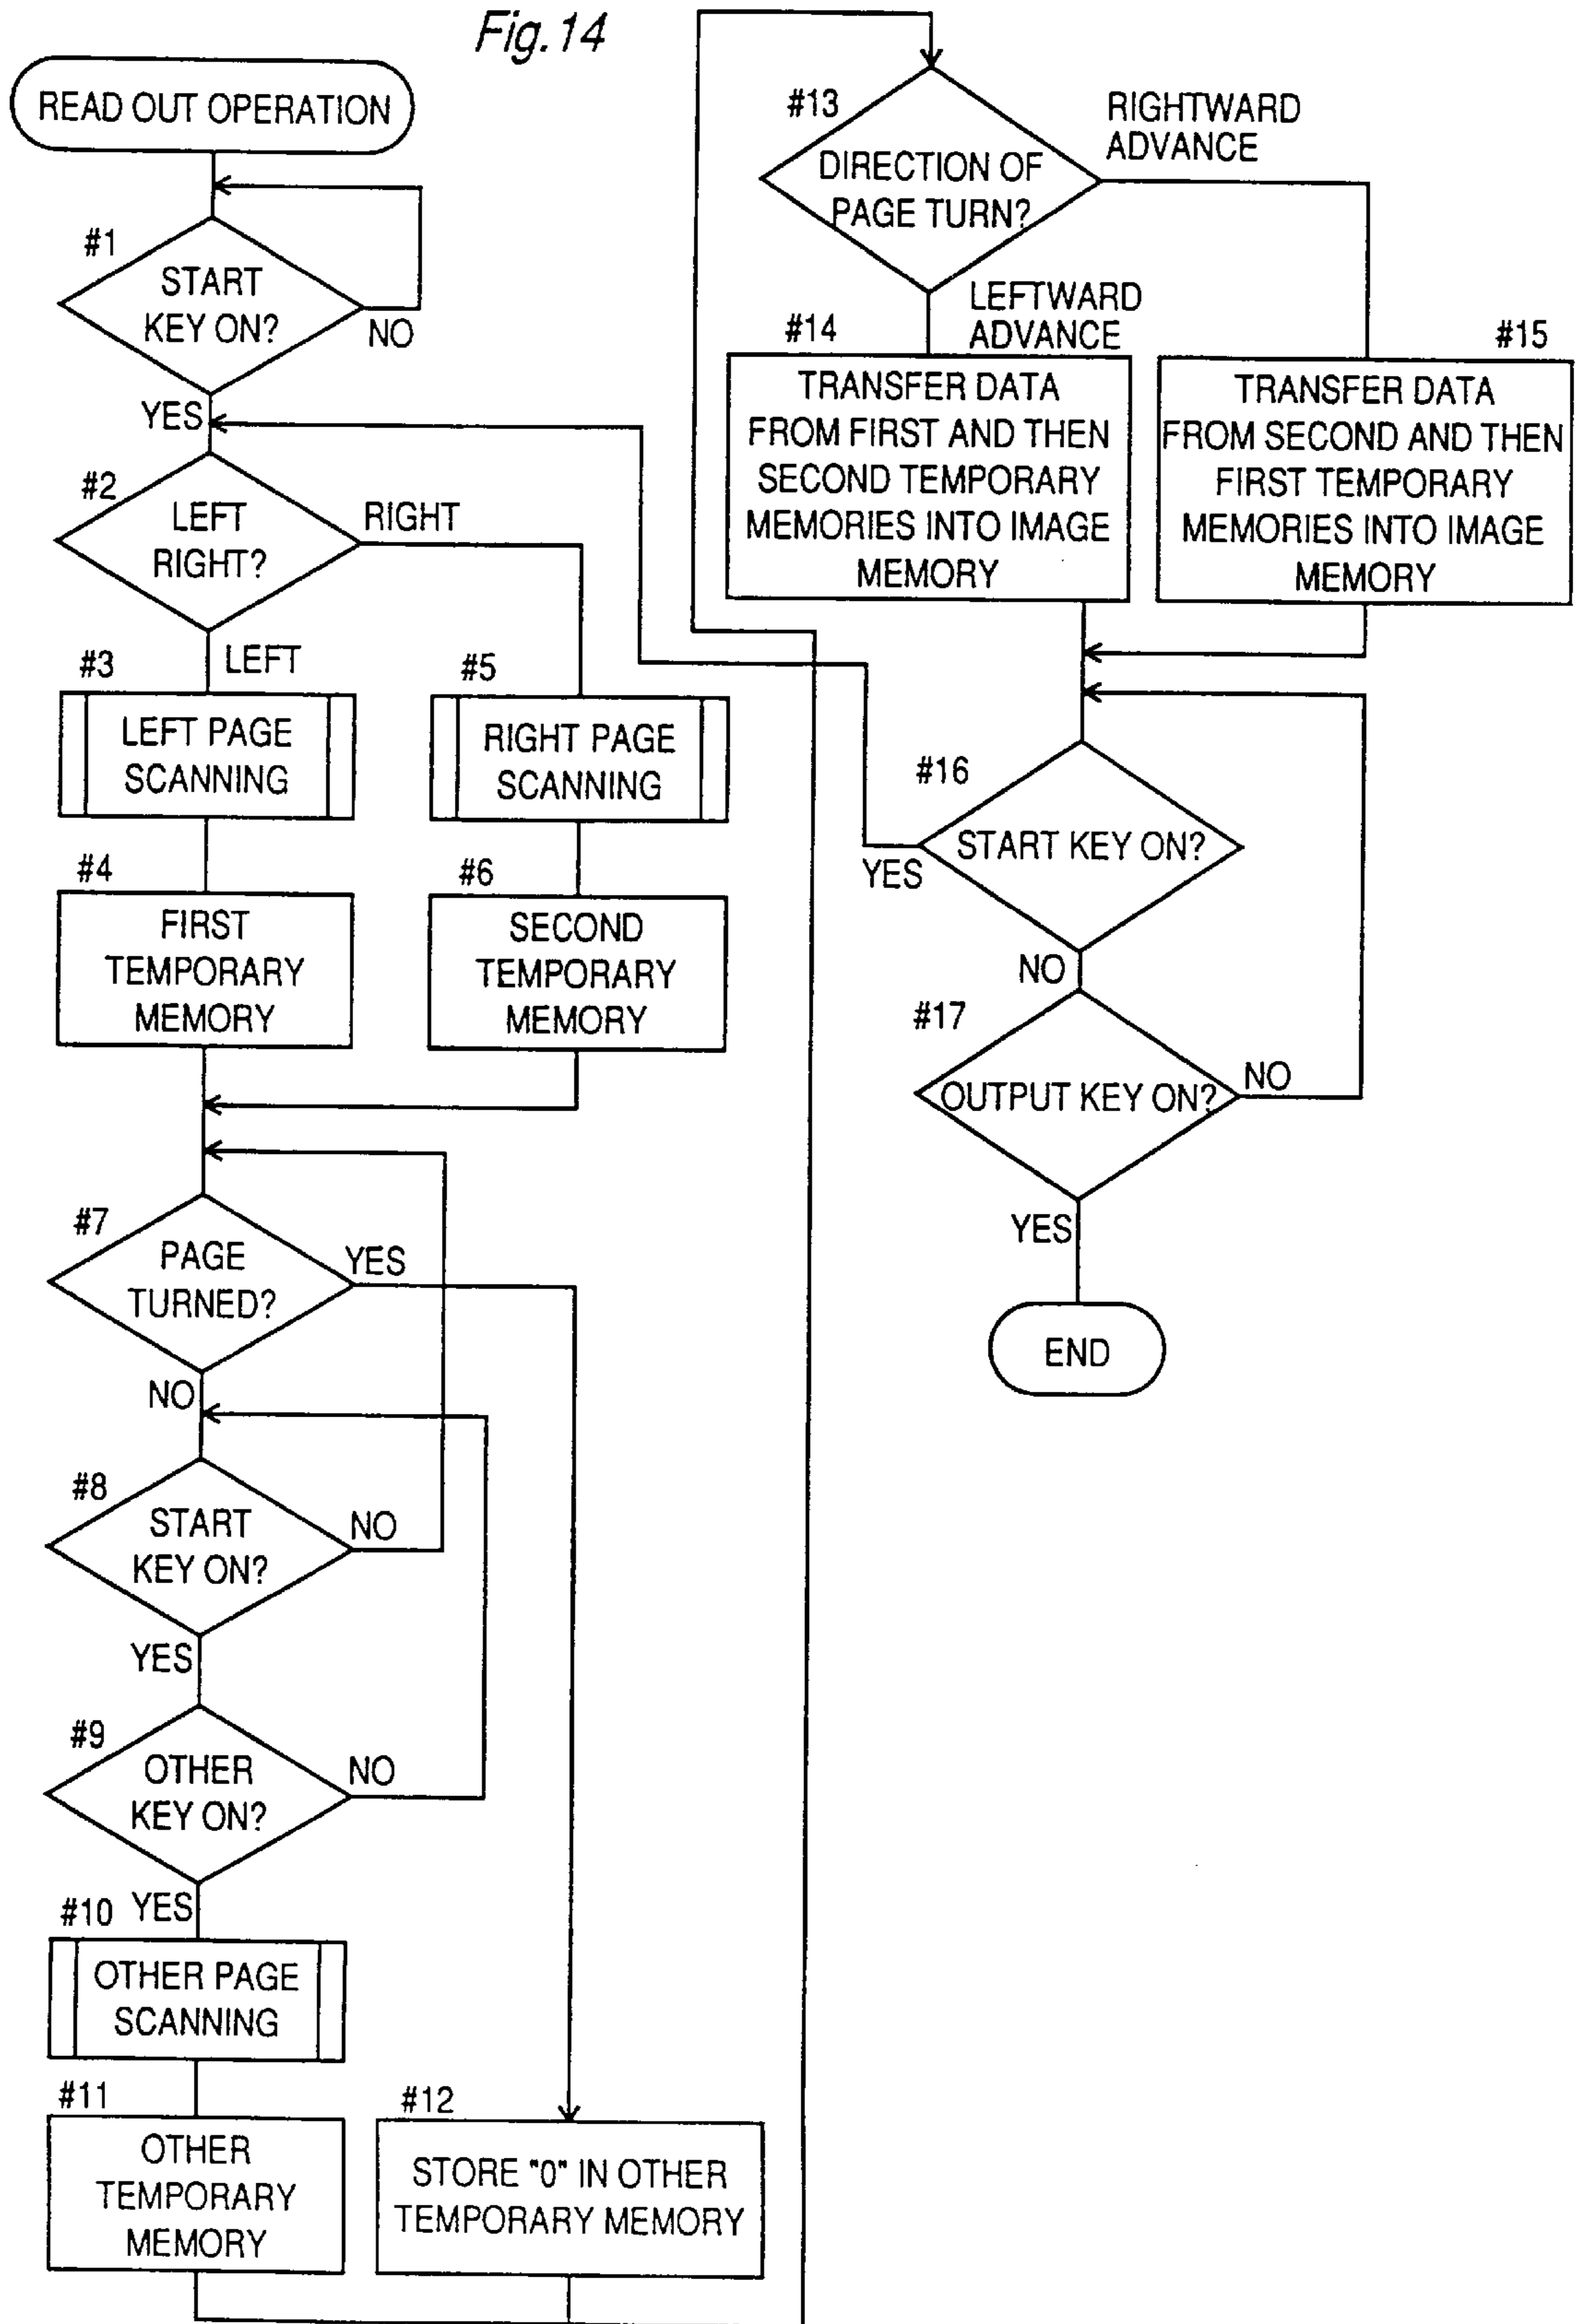 Fig.14
READ OUT OPERATION
#1
START
KEY ON?
NO
YES
#2
LEFT
RIGHT?
RIGHT
LEFT
#3
LEFT PAGE
SCANNING
#5
RIGHT PAGE
SCANNING
#4
FIRST
TEMPORARY
MEMORY
#6
SECOND
TEMPORARY
MEMORY
#7
PAGE
TURNED?
YES
NO
#8
START
KEY ON?
NO
YES
#9
OTHER
KEY ON?
NO
YES
#10
OTHER PAGE
SCANNING
#11
OTHER
TEMPORARY
MEMORY
#12
STORE "0" IN OTHER
TEMPORARY MEMORY
#13
DIRECTION OF
PAGE TURN?
RIGHTWARD
ADVANCE
LEFTWARD
ADVANCE
#14
TRANSFER DATA
FROM FIRST AND THEN
SECOND TEMPORARY
MEMORIES INTO IMAGE
MEMORY
#15
TRANSFER DATA
FROM SECOND AND THEN
FIRST TEMPORARY
MEMORIES INTO IMAGE
MEMORY
#16
START KEY ON?
YES
NO
#17
OUTPUT KEY ON?
NO
YES
END